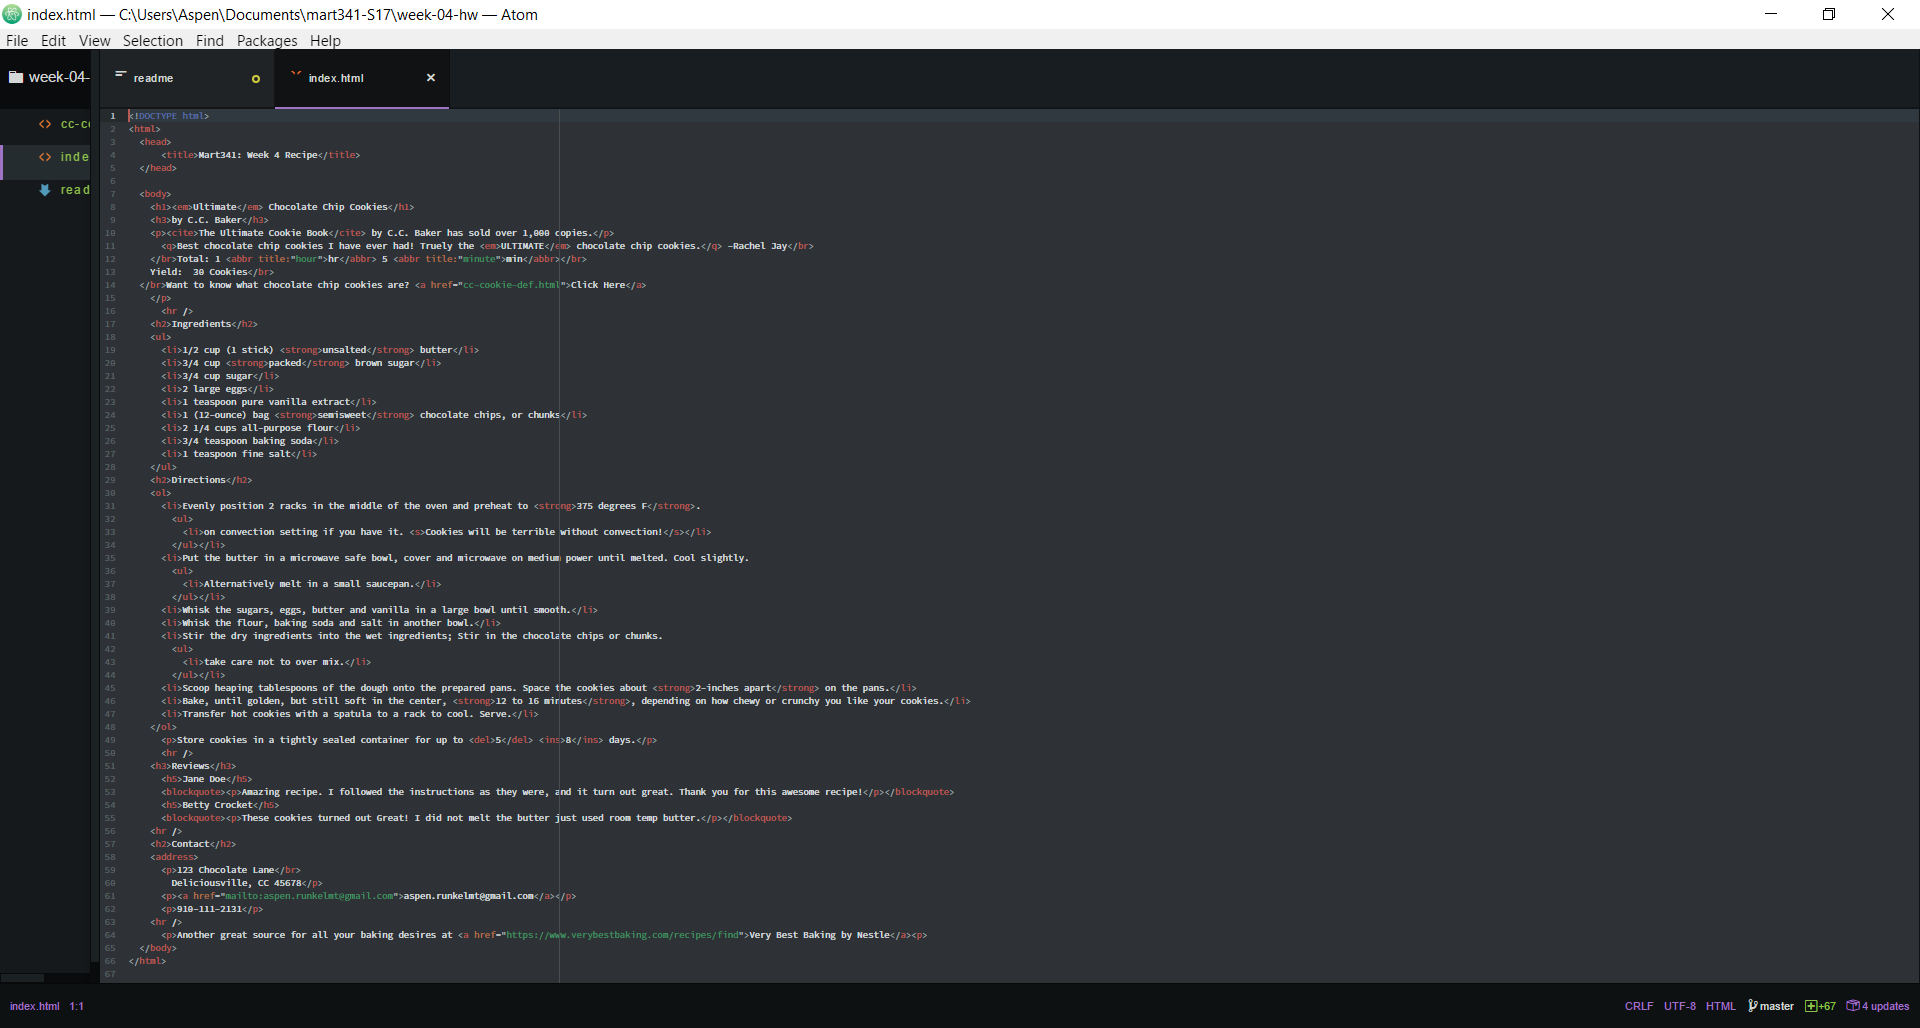 index.html — C:\Users\Aspen\Documents\mart341-S17\week-04-hw — Atom
File Edit View Selection Find Packages Help
week-04-
readme
index.html
cc-c
inde
read
1 <!DOCTYPE html>
2 <html>
3 <head>
4 <title>Mart341: Week 4 Recipe</title>
5 </head>
6
7 <body>
8 <h1><em>Ultimate</em> Chocolate Chip Cookies</h1>
9 <h3>by C.C. Baker</h3>
10 <p><cite>The Ultimate Cookie Book</cite> by C.C. Baker has sold over 1,000 copies.</p>
11 <q>Best chocolate chip cookies I have ever had! Truely the <em>ULTIMATE</em> chocolate chip cookies.</q> -Rachel Jay</br>
12 </br>Total: 1 <abbr title:"hour">hr</abbr> 5 <abbr title:"minute">min</abbr></br>
13 Yield: 30 Cookies</br>
14 </br>Want to know what chocolate chip cookies are? <a href="cc-cookie-def.html">Click Here</a>
15 </p>
16 <hr />
17 <h2>Ingredients</h2>
18 <ul>
19 <li>1/2 cup (1 stick) <strong>unsalted</strong> butter</li>
20 <li>3/4 cup <strong>packed</strong> brown sugar</li>
21 <li>3/4 cup sugar</li>
22 <li>2 large eggs</li>
23 <li>1 teaspoon pure vanilla extract</li>
24 <li>1 (12-ounce) bag <strong>semisweet</strong> chocolate chips, or chunks</li>
25 <li>2 1/4 cups all-purpose flour</li>
26 <li>3/4 teaspoon baking soda</li>
27 <li>1 teaspoon fine salt</li>
28 </ul>
29 <h2>Directions</h2>
30 <ol>
31 <li>Evenly position 2 racks in the middle of the oven and preheat to <strong>375 degrees F</strong>.
32 <ul>
33 <li>on convection setting if you have it. <s>Cookies will be terrible without convection!</s></li>
34 </ul></li>
35 <li>Put the butter in a microwave safe bowl, cover and microwave on medium power until melted. Cool slightly.
36 <ul>
37 <li>Alternatively melt in a small saucepan.</li>
38 </ul></li>
39 <li>Whisk the sugars, eggs, butter and vanilla in a large bowl until smooth.</li>
40 <li>Whisk the flour, baking soda and salt in another bowl.</li>
41 <li>Stir the dry ingredients into the wet ingredients; Stir in the chocolate chips or chunks.
42 <ul>
43 <li>take care not to over mix.</li>
44 </ul></li>
45 <li>Scoop heaping tablespoons of the dough onto the prepared pans. Space the cookies about <strong>2-inches apart</strong> on the pans.</li>
46 <li>Bake, until golden, but still soft in the center, <strong>12 to 16 minutes</strong>, depending on how chewy or crunchy you like your cookies.</li>
47 <li>Transfer hot cookies with a spatula to a rack to cool. Serve.</li>
48 </ol>
49 <p>Store cookies in a tightly sealed container for up to <del>5</del> <ins>8</ins> days.</p>
50 <hr />
51 <h3>Reviews</h3>
52 <h5>Jane Doe</h5>
53 <blockquote><p>Amazing recipe. I followed the instructions as they were, and it turn out great. Thank you for this awesome recipe!</p></blockquote>
54 <h5>Betty Crocket</h5>
55 <blockquote><p>These cookies turned out Great! I did not melt the butter just used room temp butter.</p></blockquote>
56 <hr />
57 <h2>Contact</h2>
58 <address>
59 <p>123 Chocolate Lane</br>
60 Deliciousville, CC 45678</p>
61 <p><a href="mailto:aspen.runkelmt@gmail.com">aspen.runkelmt@gmail.com</a></p>
62 <p>910-111-2131</p>
63 <hr />
64 <p>Another great source for all your baking desires at <a href="https://www.verybestbaking.com/recipes/find">Very Best Baking by Nestle</a><p>
65 </body>
66 </html>
67
index.html 1:1
CRLF UTF-8 HTML master +67 4 updates